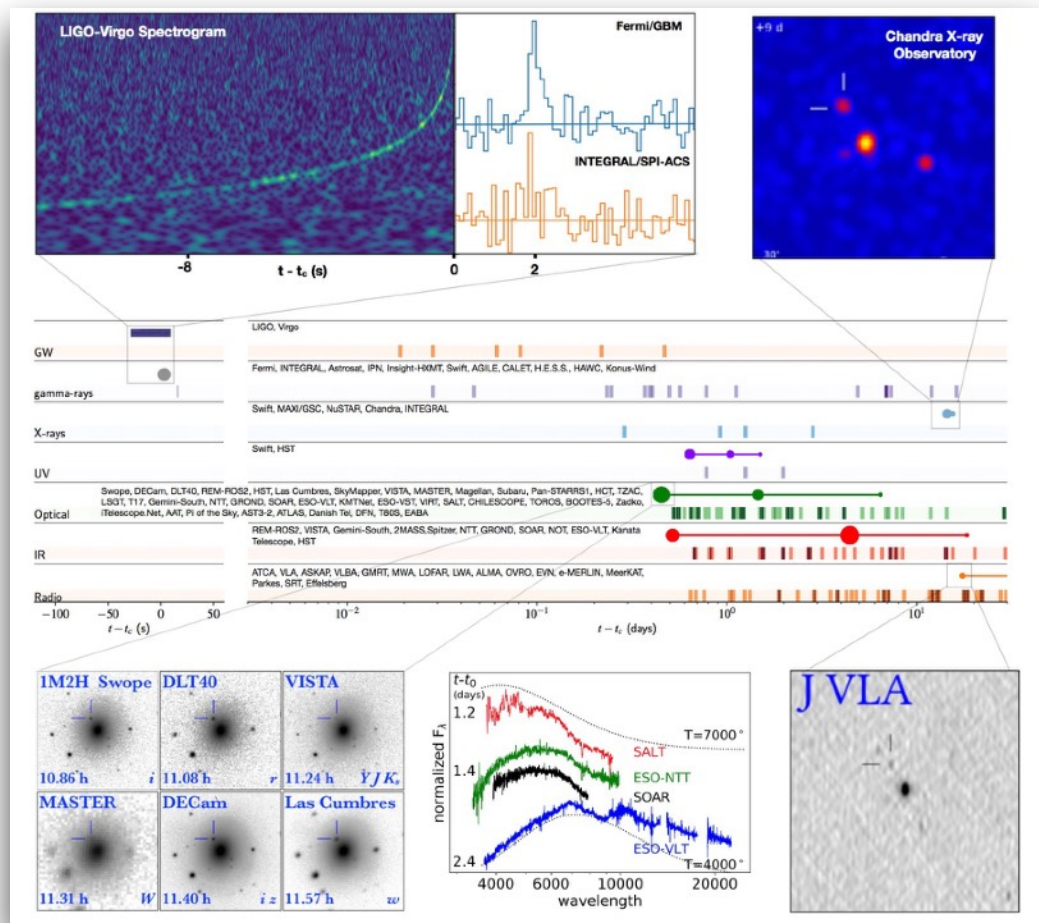 LIGO-Virgo Spectrogram
Fermi/GBM
INTEGRAL/SPI-ACS
-8
t - tc (s)
0
2
+9 d
Chandra X-ray
Observatory
30"
LIGO, Virgo
GW
Fermi, INTEGRAL, Astrosat, IPN, Insight-HXMT, Swift, AGILE, CALET, H.E.S.S., HAWC, Konus-Wind
gamma-rays
Swift, MAXI/GSC, NuSTAR, Chandra, INTEGRAL
X-rays
Swift, HST
UV
Swope, DECam, DLT40, REM-ROS2, HST, Las Cumbres, SkyMapper, VISTA, MASTER, Magellan, Subaru, Pan-STARRS1, HCT, TZAC,
LSGT, T17, Gemini-South, NTT, GROND, SOAR, ESO-VLT, KMTNet, ESO-VST, VIRT, SALT, CHILESCOPE, TOROS, BOOTES-5, Zadko,
iTelescope.Net, AAT, Pi of the Sky, AST3-2, ATLAS, Danish Tel, DFN, T80S, EABA
Optical
REM-ROS2, VISTA, Gemini-South, 2MASS,Spitzer, NTT, GROND, SOAR, NOT, ESO-VLT, Kanata
Telescope, HST
IR
ATCA, VLA, ASKAP, VLBA, GMRT, MWA, LOFAR, LWA, ALMA, OVRO, EVN, e-MERLIN, MeerKAT,
Parkes, SRT, Effelsberg
Radio
-100 -50 0 50
t-tc (s)
10⁻² 10⁻¹ 10⁰ 10¹
t-tc (days)
1M2H Swope
10.86 h i
DLT40
11.08 h r
VISTA
11.24 h YJKs
MASTER
11.31 h W
DECam
11.40 h iz
Las Cumbres
11.57 h w
t-t0
(days)
1.2
1.4
2.4
normalized Fλ
T=7000°
SALT
ESO-NTT
SOAR
ESO-VLT
T=4000°
4000 6000 10000 20000
wavelength
J VLA